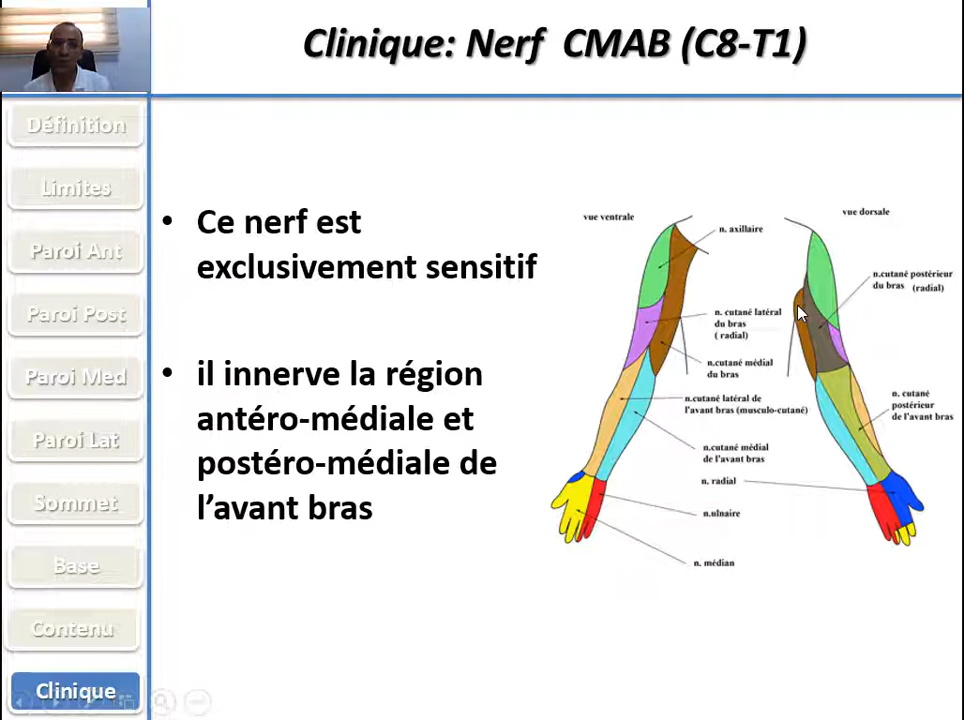 Clinique: Nerf CMAB (C8-T1)
Définition
Limites
Paroi Ant
Paroi Post
Paroi Med
Paroi Lat
Sommet
Base
Contenu
Clinique
• Ce nerf est
exclusivement sensitif
• il innerve la région
antéro-médiale et
postéro-médiale de
l’avant bras
vue ventrale
vue dorsale
n. axillaire
n.cutané postérieur
du bras (radial)
n. cutané latéral
du bras
( radial)
n.cutané médial
du bras
n.cutané latéral de
l'avant bras (musculo-cutané)
n. cutané
postérieur
de l'avant bras
n.cutané médial
de l'avant bras
n. radial
n.ulnaire
n. médian